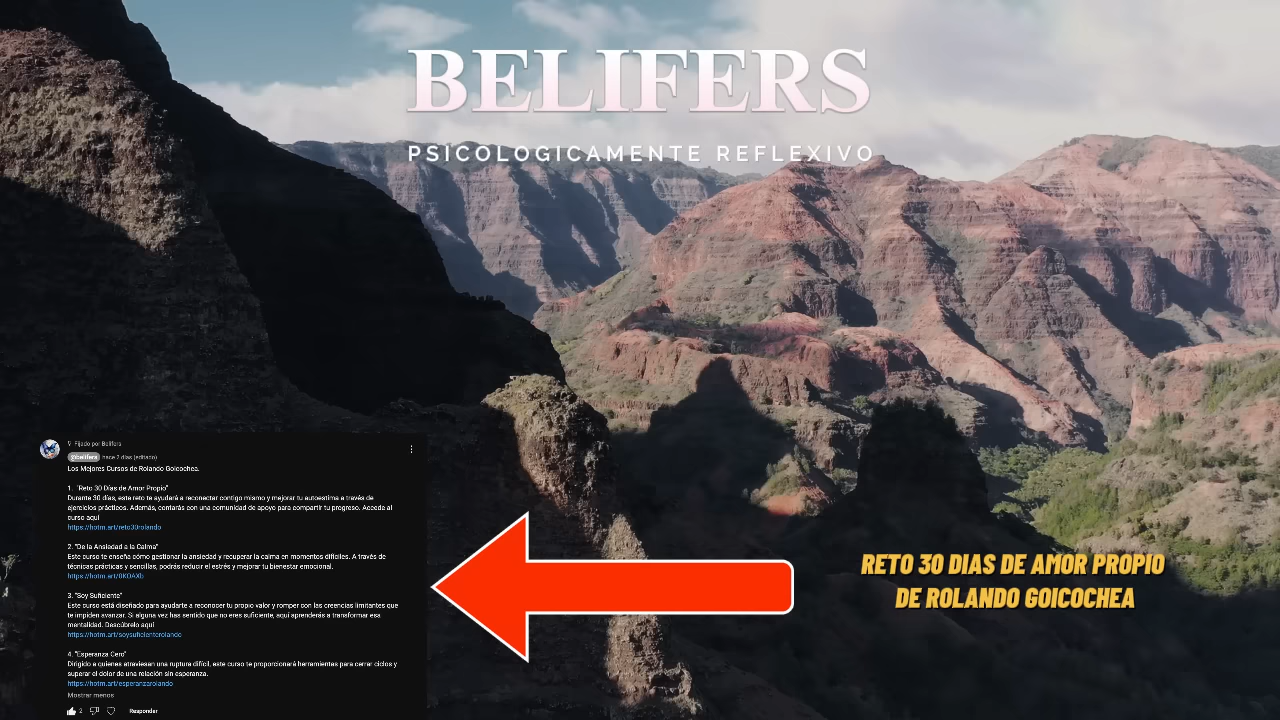 BELIFERS
PSICOLOGICAMENTE REFLEXIVO
Fijado por Belifers
@belifers hace 2 días (editado)
Los Mejores Cursos de Rolando Goicochea.
1. "Reto 30 Días de Amor Propio"
Durante 30 días, este reto te ayudará a reconectar contigo mismo y mejorar tu autoestima a través de
ejercicios prácticos. Además, contarás con una comunidad de apoyo para compartir tu progreso. Accede al
curso aquí
https://hotm.art/reto30rolando
2. "De la Ansiedad a la Calma"
Este curso te enseña cómo gestionar la ansiedad y recuperar la calma en momentos difíciles. A través de
técnicas prácticas y sencillas, podrás reducir el estrés y mejorar tu bienestar emocional.
https://hotm.art/0KOAXb
3. "Soy Suficiente"
Este curso está diseñado para ayudarte a reconocer tu propio valor y romper con las creencias limitantes que
te impiden avanzar. Si alguna vez has sentido que no eres suficiente, aquí aprenderás a transformar esa
mentalidad. Descúbrelo aquí
https://hotm.art/soysuficienterolando
4. "Esperanza Cero"
Dirigido a quienes atraviesan una ruptura difícil, este curso te proporcionará herramientas para cerrar ciclos y
superar el dolor de una relación sin esperanza.
https://hotm.art/esperanzarolando
Mostrar menos
2 Responder
RETO 30 DIAS DE AMOR PROPIO
DE ROLANDO GOICOCHEA